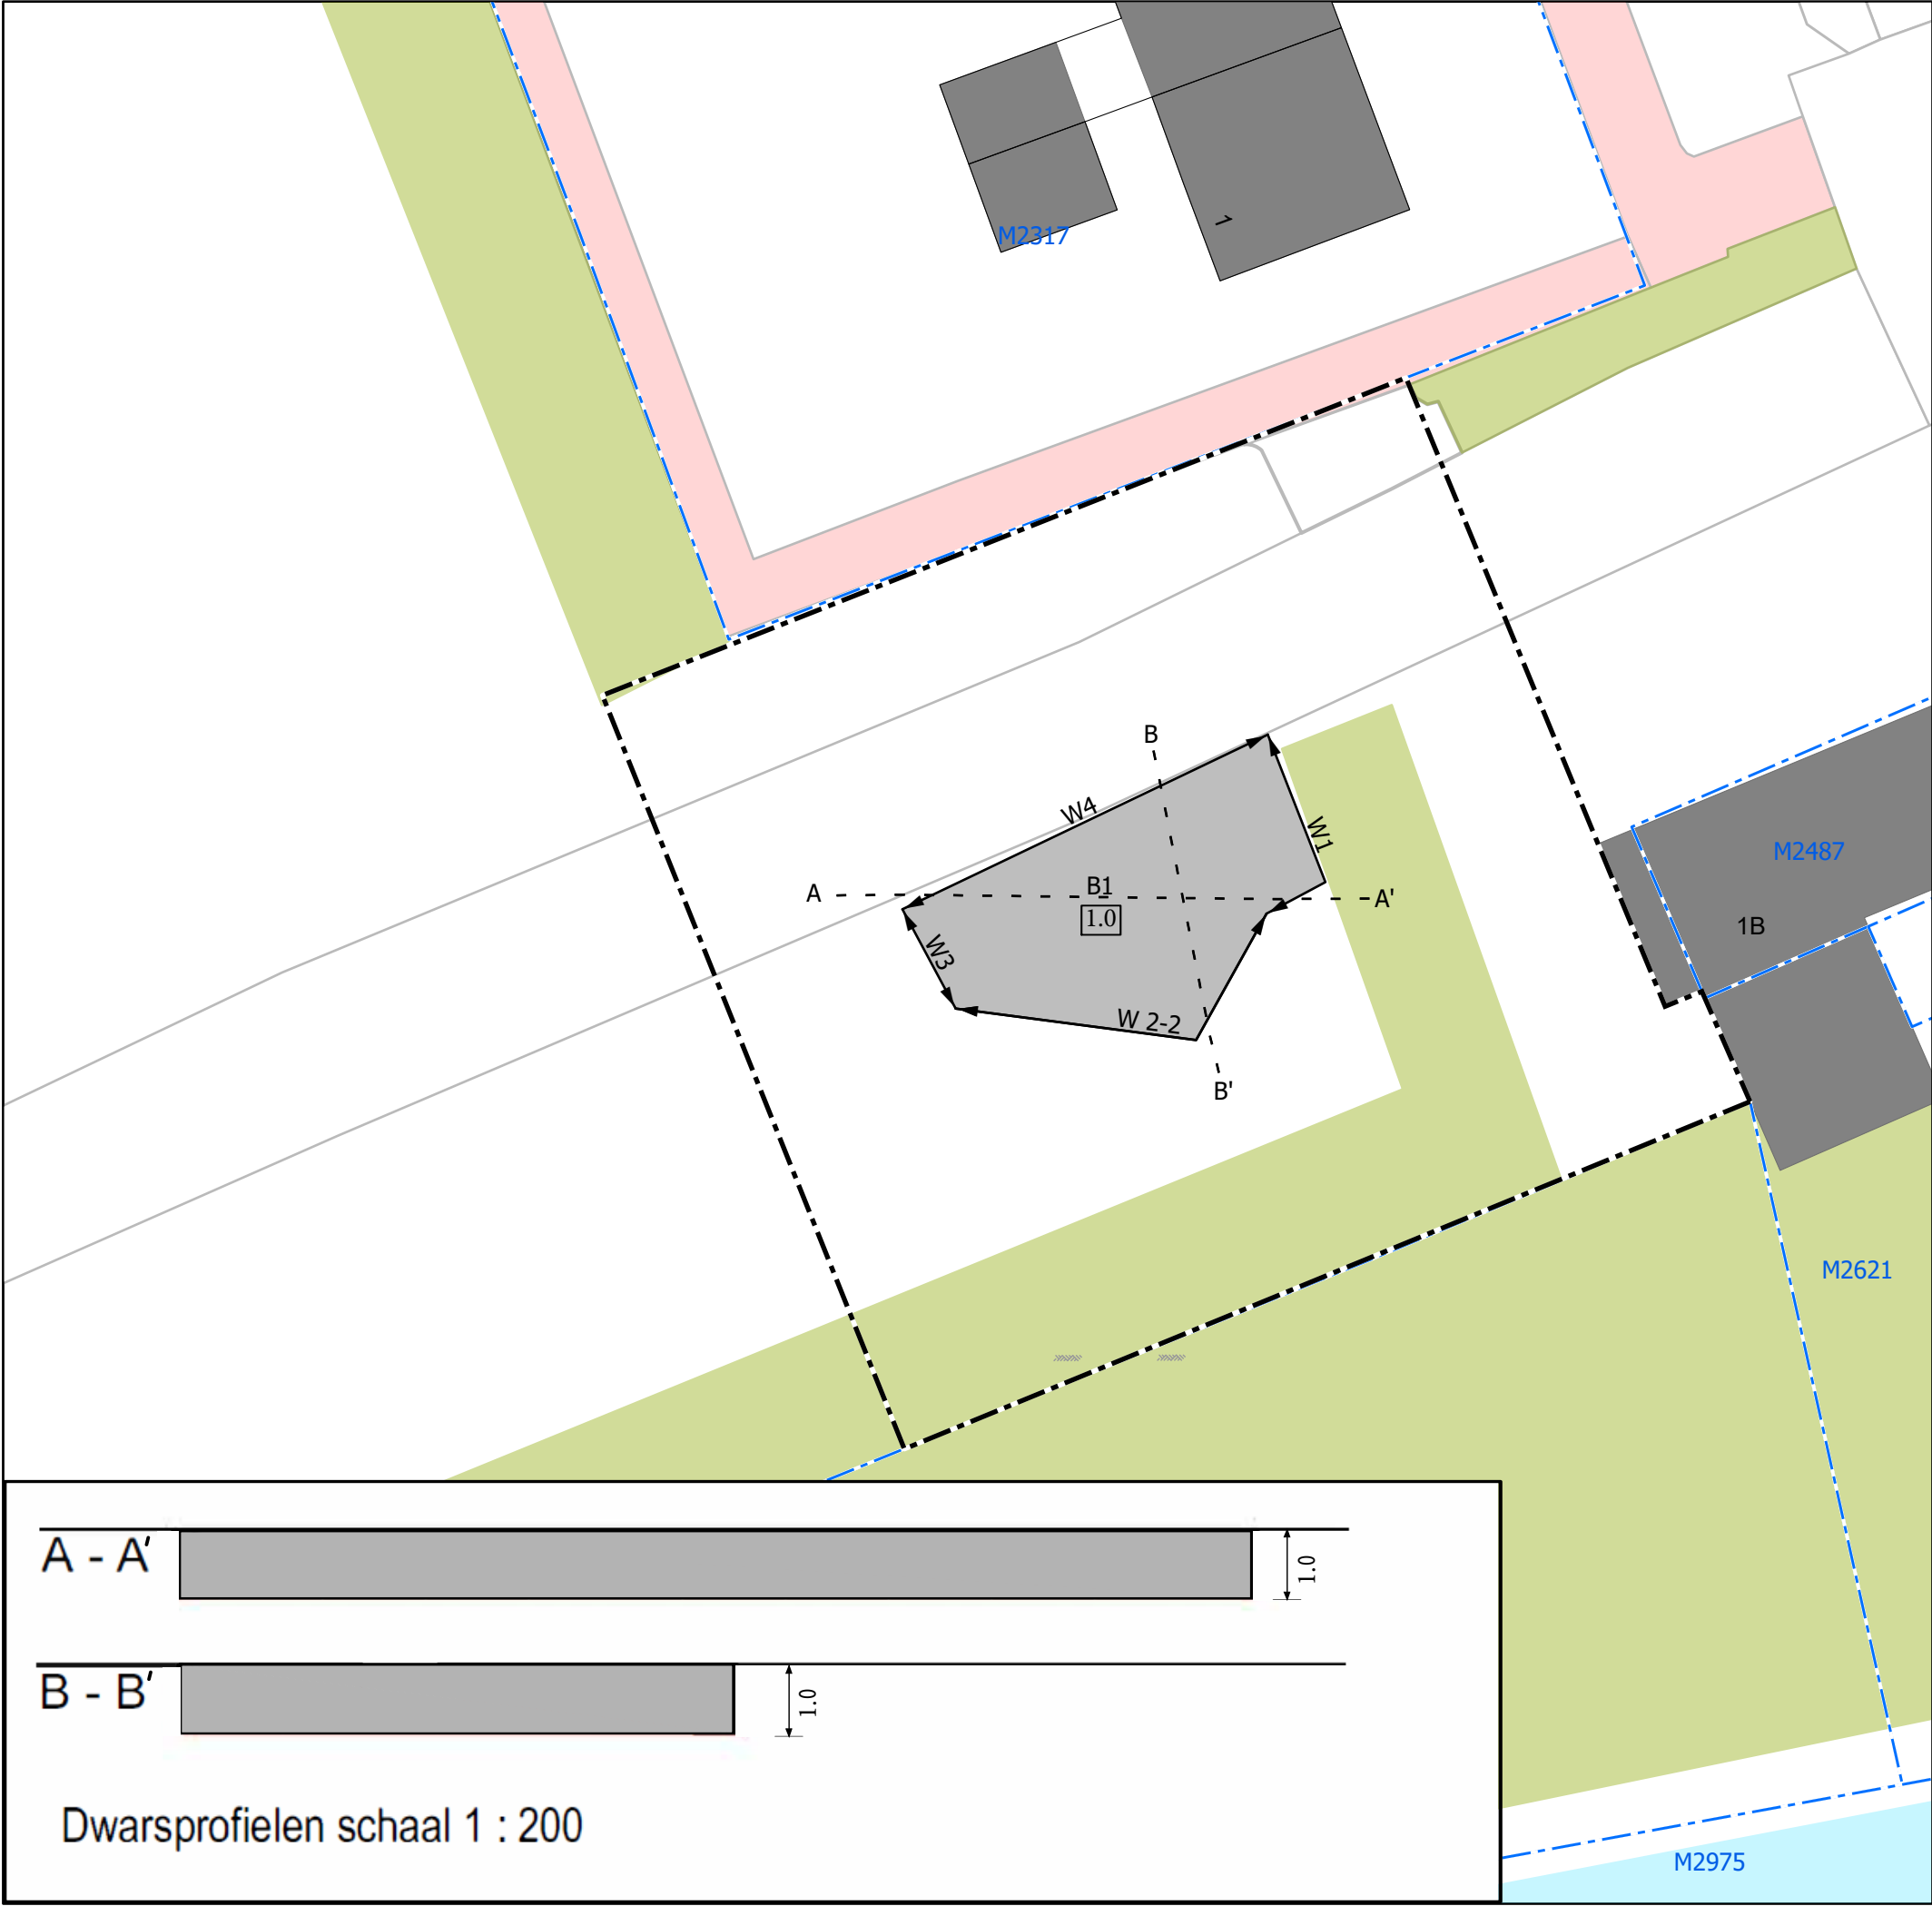 1
M2317
B
W4
W1
M2487
A
B1
A'
1.0
1B
W3
W 2-2
B'
M2621
A - A'
1.0
B - B'
1.0
Dwarsprofielen schaal 1 : 200
M2975